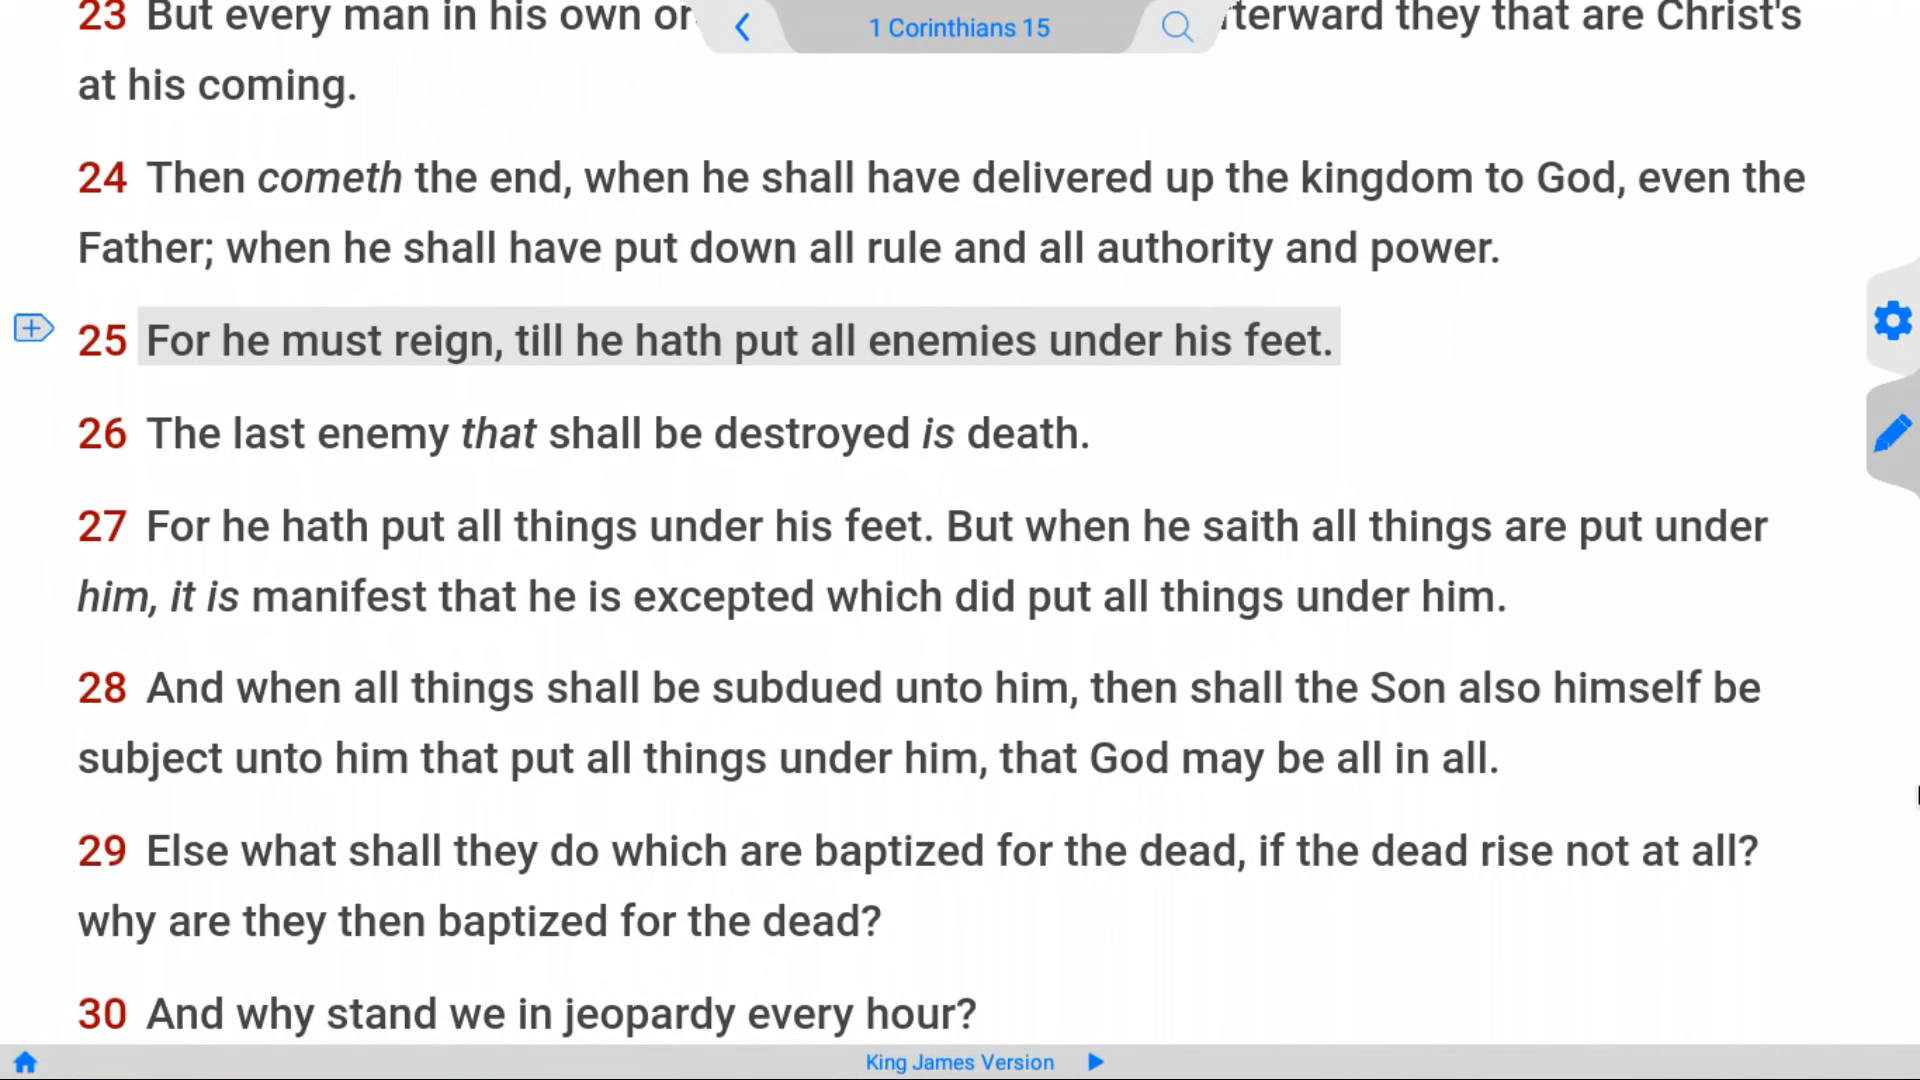 1 Corinthians 15
23 But every man in his own
they that are Christ's
at his coming.
24 Then cometh the end, when he shall have delivered up the kingdom to God, even the
Father; when he shall have put down all rule and all authority and power.
25 For he must reign, till he hath put all enemies under his feet.
26 The last enemy that shall be destroyed is death.
27 For he hath put all things under his feet. But when he saith all things are put under
him, it is manifest that he is excepted which did put all things under him.
28 And when all things shall be subdued unto him, then shall the Son also himself be
subject unto him that put all things under him, that God may be all in all.
29 Else what shall they do which are baptized for the dead, if the dead rise not at all?
why are they then baptized for the dead?
30 And why stand we in jeopardy every hour?
King James Version